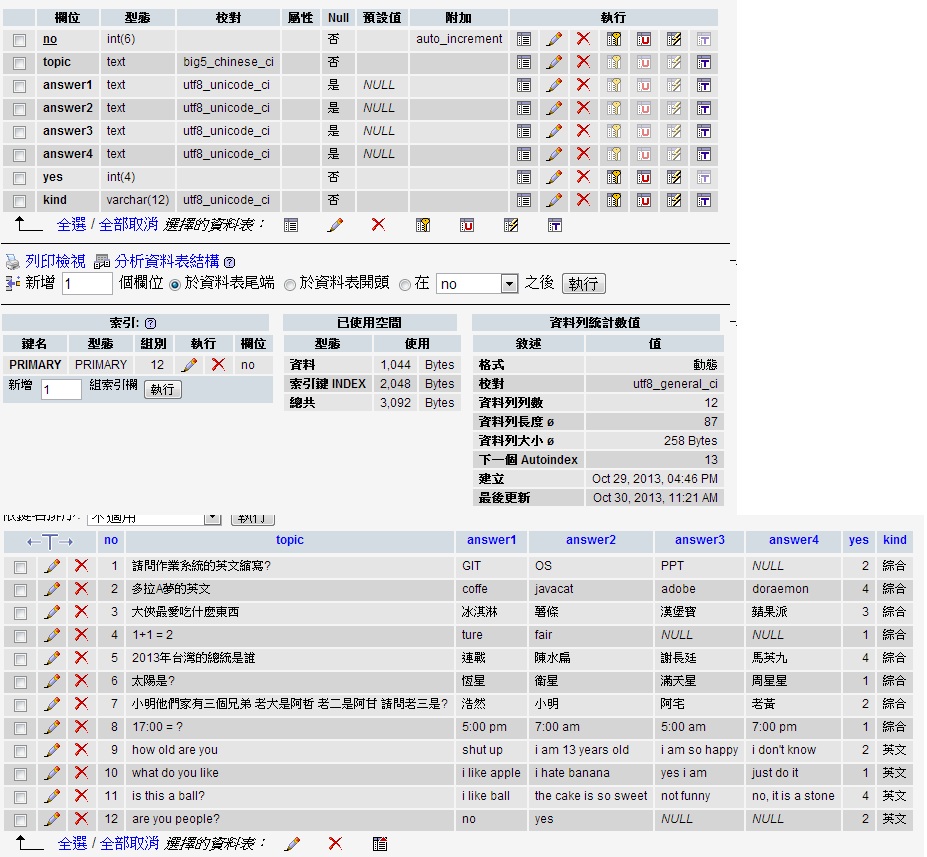 欄位 型態 校對 屬性 Null 預設值 附加 執行
no int(6) 否 auto_increment
topic text big5_chinese_ci 否
answer1 text utf8_unicode_ci 是 NULL
answer2 text utf8_unicode_ci 是 NULL
answer3 text utf8_unicode_ci 是 NULL
answer4 text utf8_unicode_ci 是 NULL
yes int(4) 否
kind varchar(12) utf8_unicode_ci 否
全選 / 全部取消 選擇的資料表：
列印檢視 分析資料表結構
新增 1 個欄位 於資料表尾端 於資料表開頭 在 no 之後 執行
索引:
鍵名 型態 組別 執行 欄位
PRIMARY PRIMARY 12 no
新增 1 組索引欄 執行
已使用空間
型態 使用
資料 1,044 Bytes
索引鍵 INDEX 2,048 Bytes
總共 3,092 Bytes
資料列統計數值
敘述 值
格式 動態
校對 utf8_general_ci
資料列列數 12
資料列長度 ø 87
資料列大小 ø 258 Bytes
下一個 Autoindex 13
建立 Oct 29, 2013, 04:46 PM
最後更新 Oct 30, 2013, 11:21 AM
依鍵名排序: 不適用 執行
←T→ no topic answer1 answer2 answer3 answer4 yes kind
1 請問作業系統的英文縮寫? GIT OS PPT NULL 2 綜合
2 多拉A夢的英文 coffe javacat adobe doraemon 4 綜合
3 大俠最愛吃什麼東西 冰淇淋 薯條 漢堡寶 蘋果派 3 綜合
4 1+1 = 2 ture fair NULL NULL 1 綜合
5 2013年台灣的總統是誰 連戰 陳水扁 謝長廷 馬英九 4 綜合
6 太陽是? 恆星 衛星 滿天星 周星星 1 綜合
7 小明他們家有三個兄弟 老大是阿哲 老二是阿甘 請問老三是? 浩然 小明 阿宅 老黃 2 綜合
8 17:00 = ? 5:00 pm 7:00 am 5:00 am 7:00 pm 1 綜合
9 how old are you shut up i am 13 years old i am so happy i don't know 2 英文
10 what do you like i like apple i hate banana yes i am just do it 1 英文
11 is this a ball? i like ball the cake is so sweet not funny no, it is a stone 4 英文
12 are you people? no yes NULL NULL 2 英文
全選 / 全部取消 選擇的資料表：